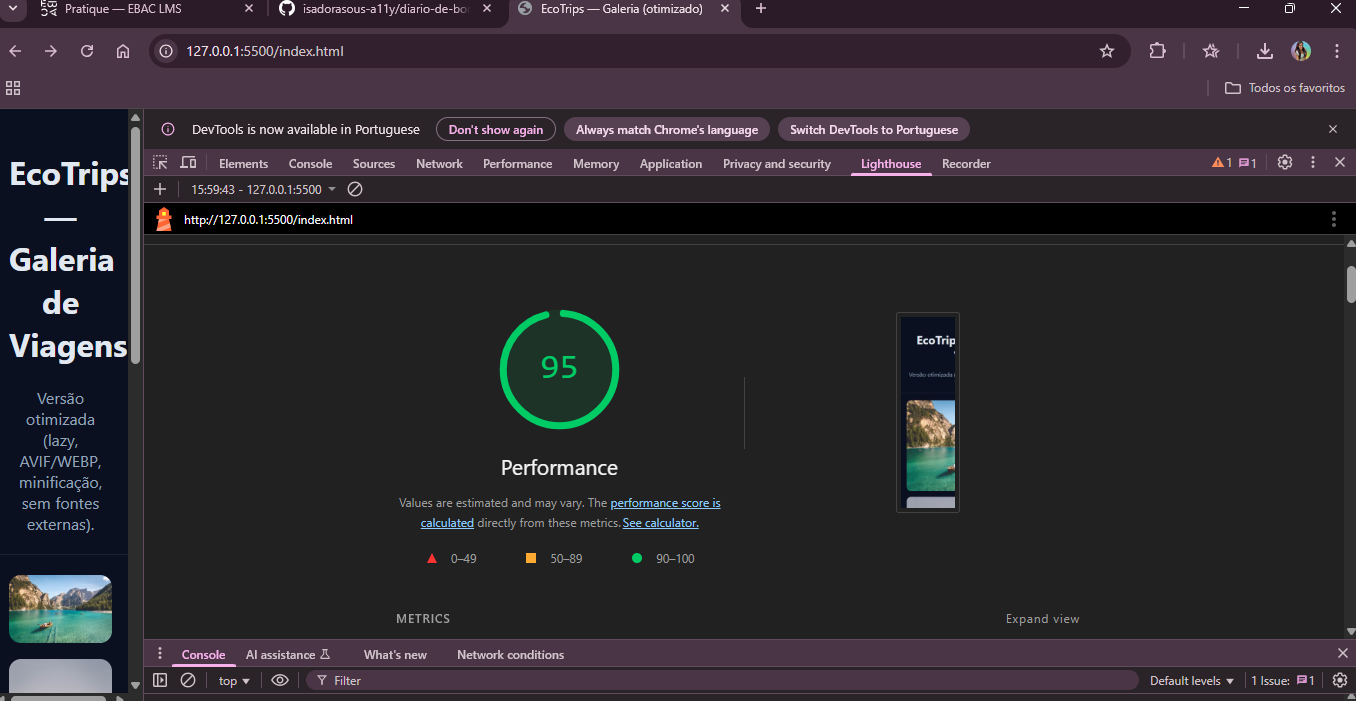 Pratique — EBAC LMS
isadorasous-a11y/diario-de-bor
EcoTrips — Galeria (otimizado)
127.0.0.1:5500/index.html
Todos os favoritos
EcoTrips
—
Galeria
de
Viagens
Versão
otimizada
(lazy,
AVIF/WEBP,
minificação,
sem fontes
externas).
DevTools is now available in Portuguese Don't show again Always match Chrome's language Switch DevTools to Portuguese
Elements Console Sources Network Performance Memory Application Privacy and security Lighthouse Recorder 1 1
15:59:43 - 127.0.0.1:5500
http://127.0.0.1:5500/index.html
95
Performance
Values are estimated and may vary. The performance score is
calculated directly from these metrics. See calculator.
0–49 50–89 90–100
EcoTrip
Versão otimizada
METRICS Expand view
Console AI assistance What's new Network conditions
top Filter Default levels 1 Issue: 1